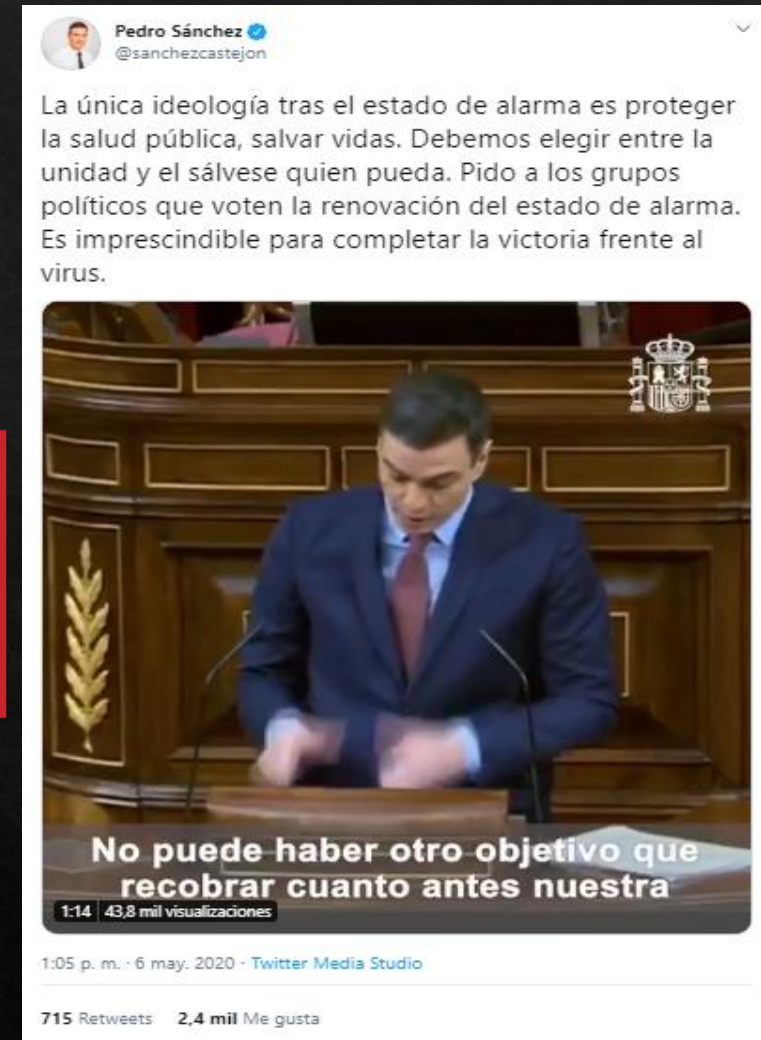 Pedro Sánchez
@sanchezcastejon
La única ideología tras el estado de alarma es proteger
la salud pública, salvar vidas. Debemos elegir entre la
unidad y el sálvese quien pueda. Pido a los grupos
políticos que voten la renovación del estado de alarma.
Es imprescindible para completar la victoria frente al
virus.
No puede haber otro objetivo que
recobrar cuanto antes nuestra
1:14 43,8 mil visualizaciones
1:05 p. m. · 6 may. 2020 · Twitter Media Studio
715 Retweets 2,4 mil Me gusta